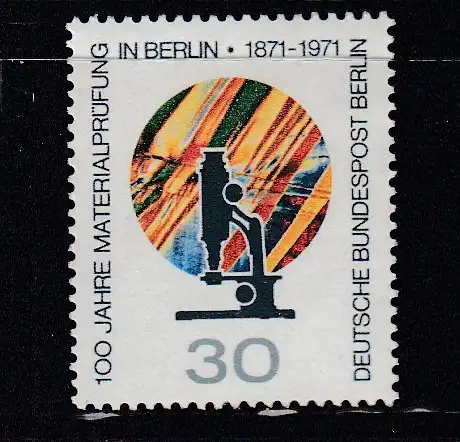 100 JAHRE MATERIALPRÜFUNG
IN BERLIN • 1871-1971
DEUTSCHE BUNDESPOST BERLIN
30